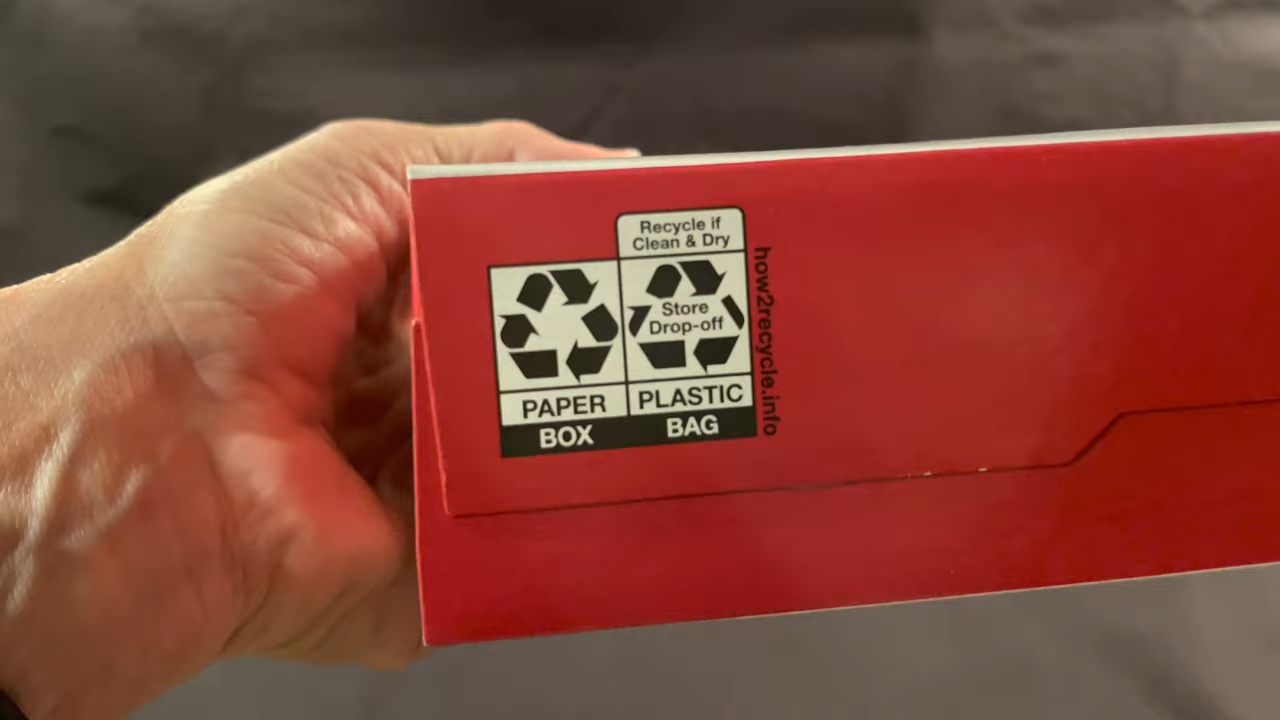 Recycle if
Clean & Dry
Store
Drop-off
PAPER
BOX
PLASTIC
BAG
how2recycle.info